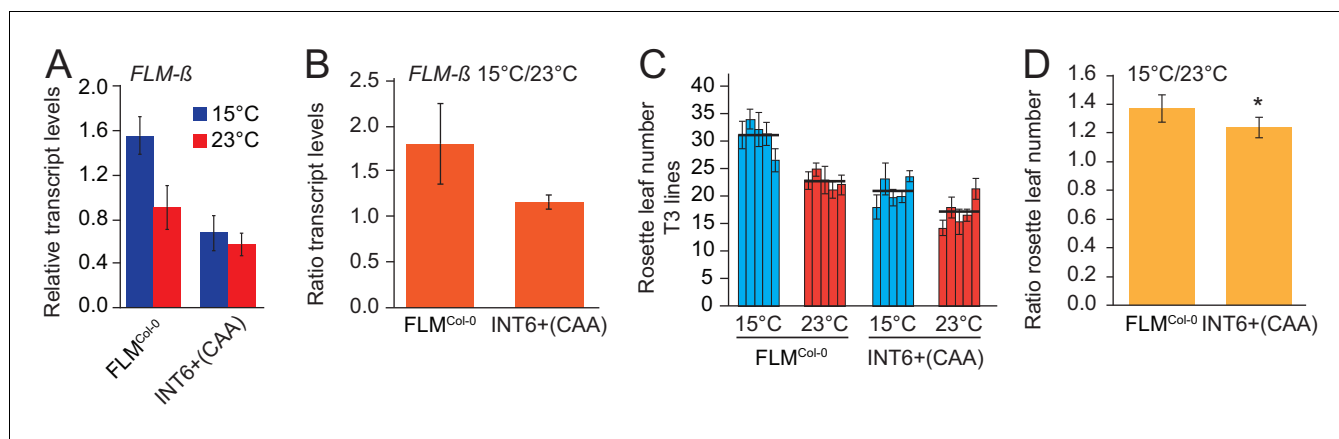 A
FLM-ß
Relative transcript levels
2.0
1.6
1.2
0.8
0.4
0.0
15°C
23°C
FLMCol-0
INT6+(CAA)
B
FLM-ß 15°C/23°C
Ratio transcript levels
2.5
2.0
1.5
1.0
0.5
0.0
FLMCol-0 INT6+(CAA)
C
Rosette leaf number
T3 lines
40
35
30
25
20
15
10
5
0
15°C 23°C 15°C 23°C
FLMCol-0 INT6+(CAA)
D
15°C/23°C
Ratio rosette leaf number
1.6
1.4
1.2
1.0
0.8
0.6
0.4
0.2
0.0
*
FLMCol-0 INT6+(CAA)